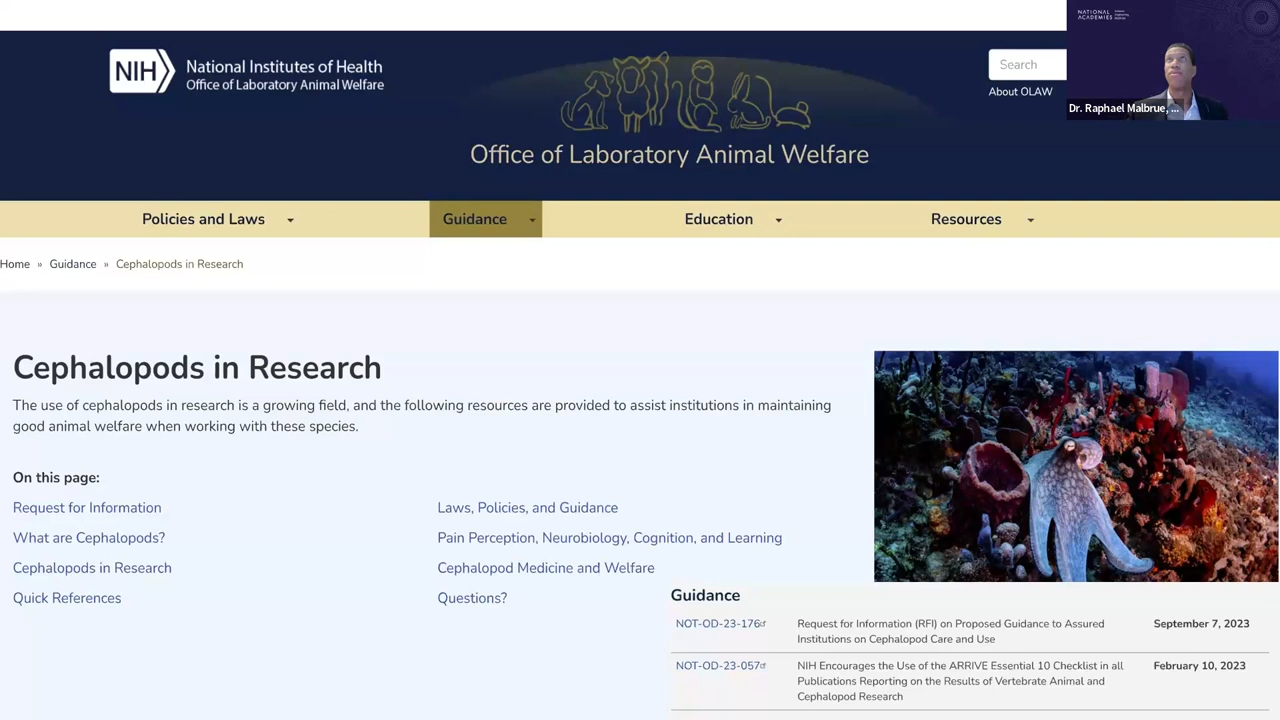 NATIONAL
ACADEMIES
NIH
National Institutes of Health
Office of Laboratory Animal Welfare
Search
About OLAW
Dr. Raphael Malbrue, ...
Office of Laboratory Animal Welfare
Policies and Laws
Guidance
Education
Resources
Home » Guidance » Cephalopods in Research
Cephalopods in Research
The use of cephalopods in research is a growing field, and the following resources are provided to assist institutions in maintaining
good animal welfare when working with these species.
On this page:
Request for Information
What are Cephalopods?
Cephalopods in Research
Quick References
Laws, Policies, and Guidance
Pain Perception, Neurobiology, Cognition, and Learning
Cephalopod Medicine and Welfare
Questions?
Guidance
NOT-OD-23-176 Request for Information (RFI) on Proposed Guidance to Assured September 7, 2023
Institutions on Cephalopod Care and Use
NOT-OD-23-057 NIH Encourages the Use of the ARRIVE Essential 10 Checklist in all February 10, 2023
Publications Reporting on the Results of Vertebrate Animal and
Cephalopod Research